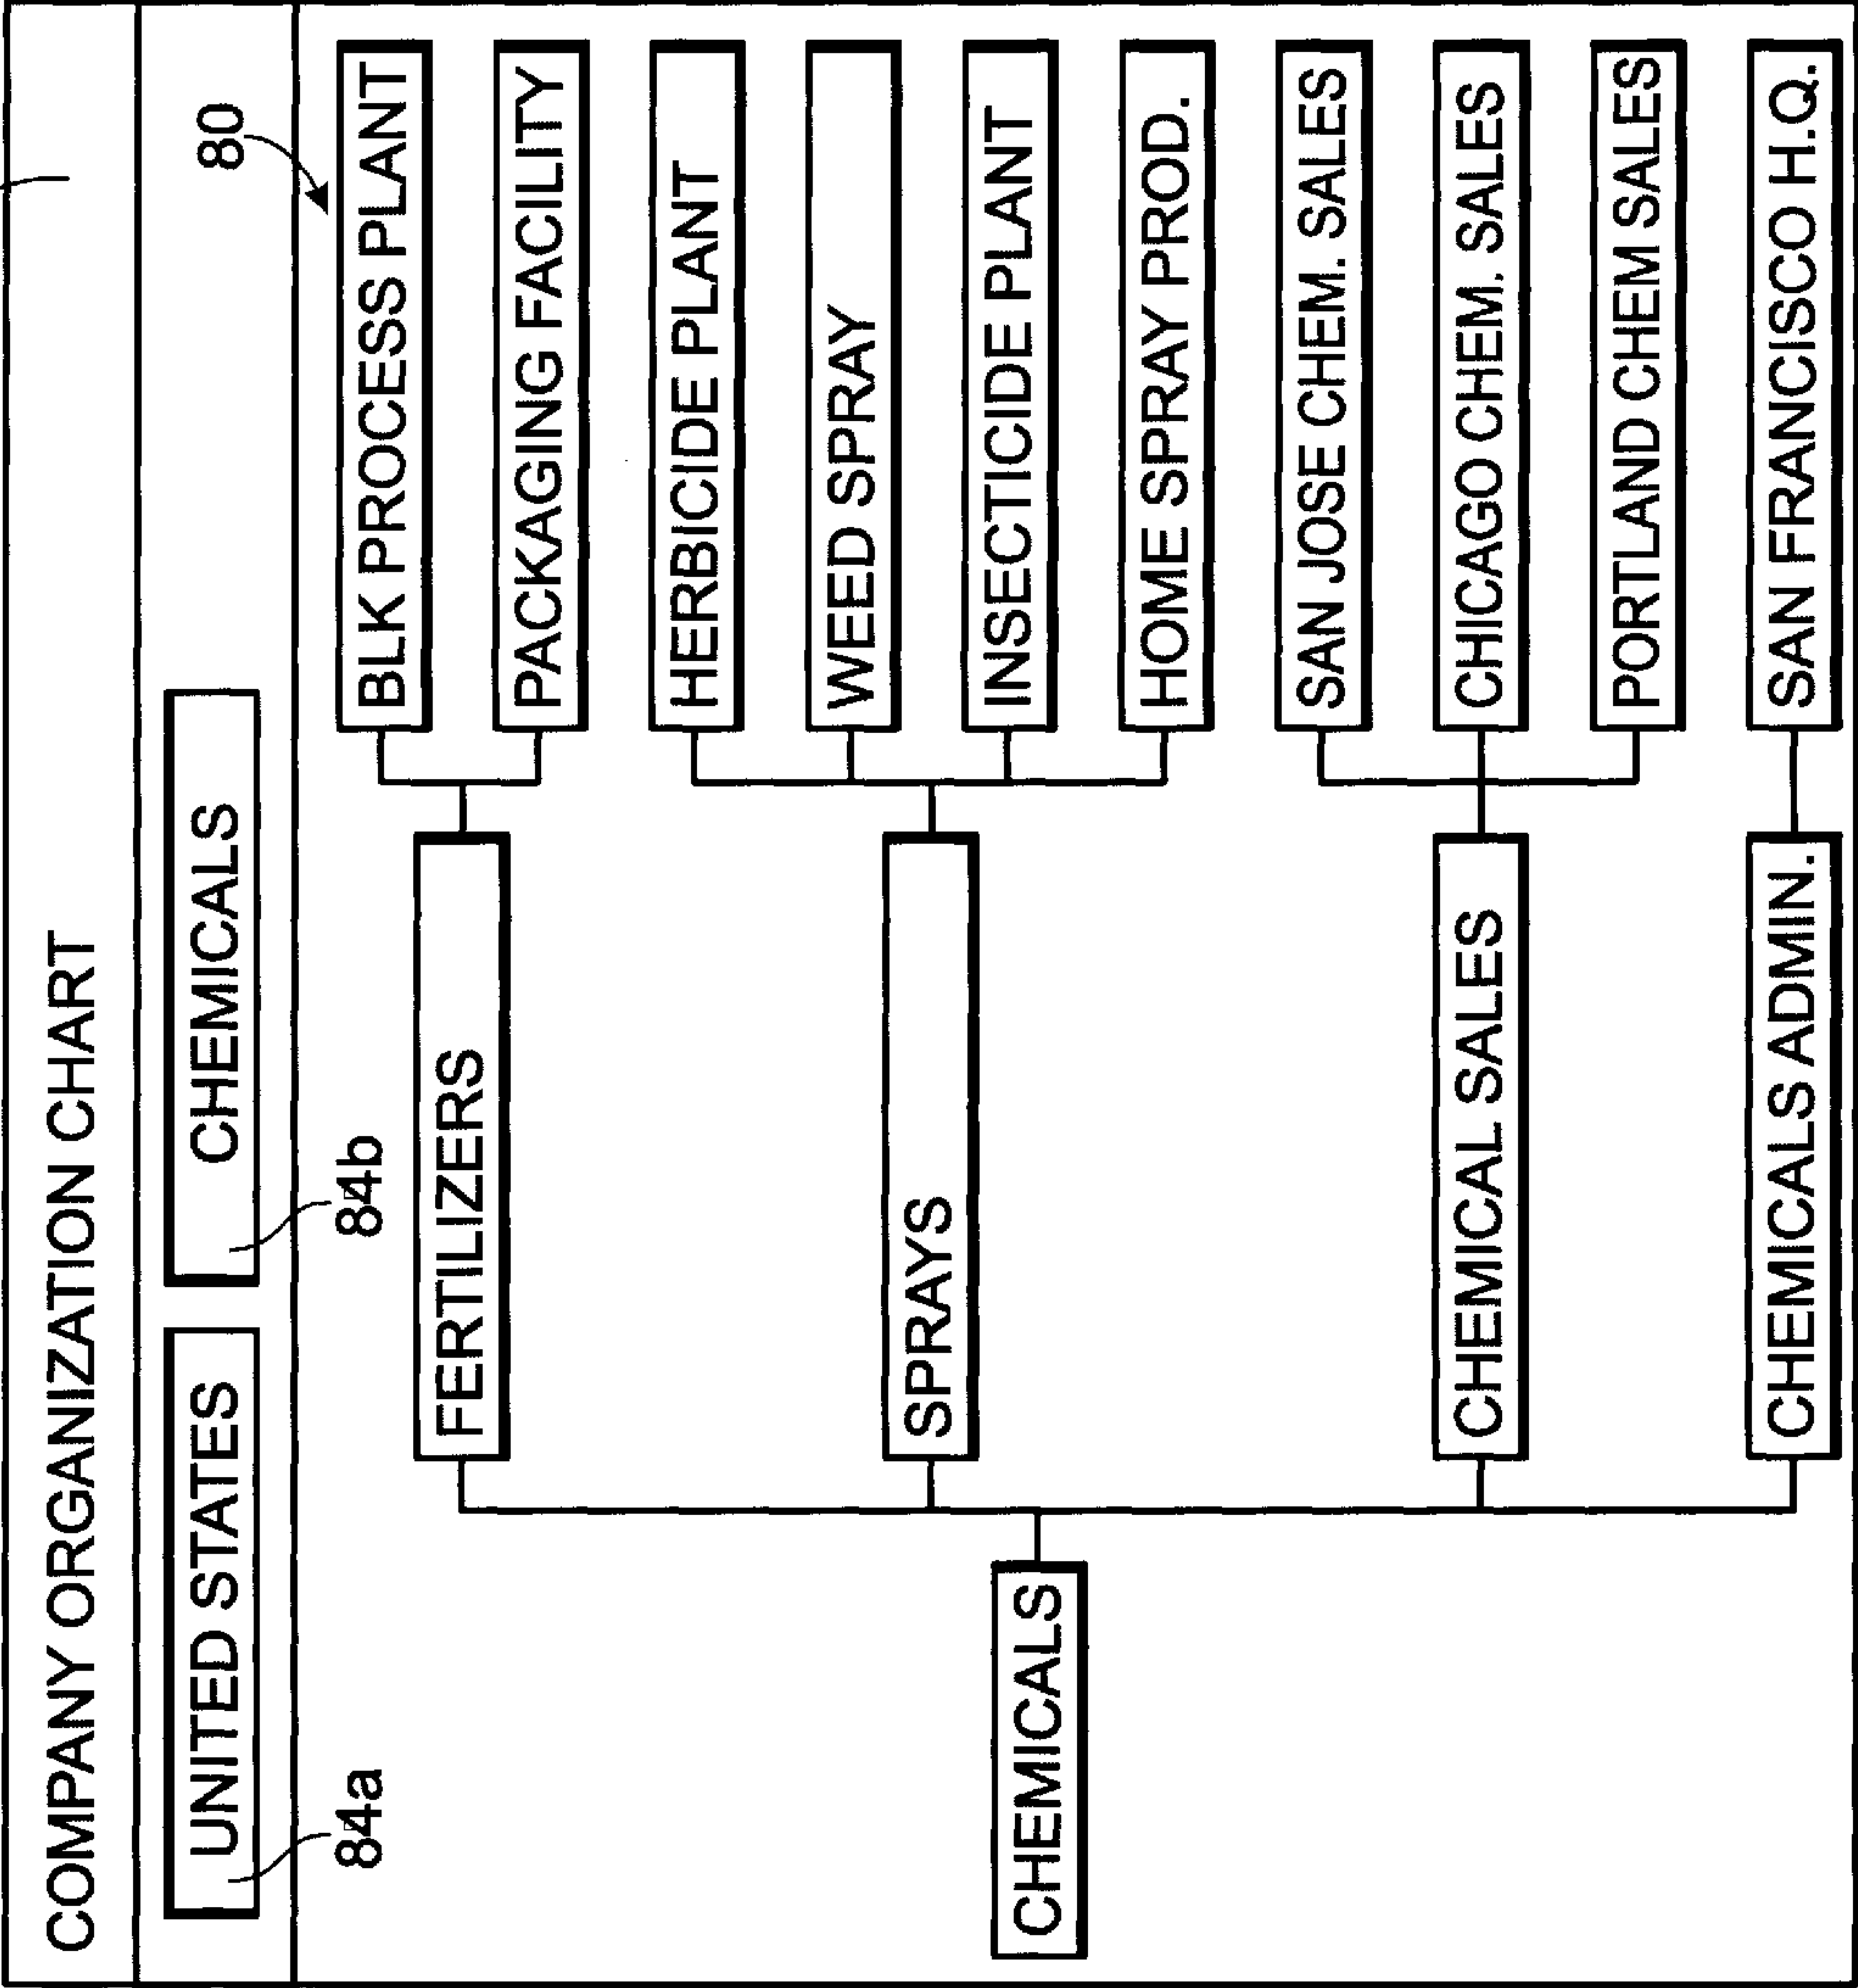 COMPANY ORGANIZATION CHART
UNITED STATES
CHEMICALS
84a
84b
80
CHEMICALS
FERTILIZERS
BLK PROCESS PLANT
PACKAGING FACILITY
SPRAYS
HERBICIDE PLANT
WEED SPRAY
INSECTICIDE PLANT
HOME SPRAY PROD.
CHEMICAL SALES
SAN JOSE CHEM. SALES
CHICAGO CHEM. SALES
PORTLAND CHEM SALES
CHEMICALS ADMIN.
SAN FRANCISCO H.Q.